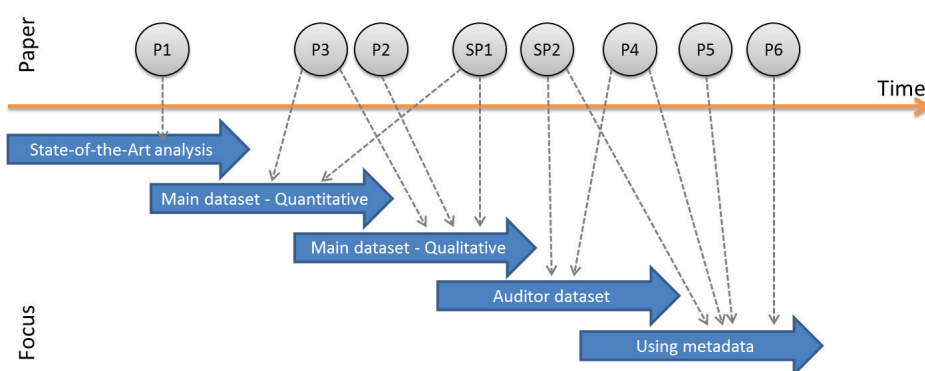 Paper
P1
P3
P2
SP1
SP2
P4
P5
P6
Time
State-of-the-Art analysis
Main dataset - Quantitative
Main dataset - Qualitative
Auditor dataset
Using metadata
Focus